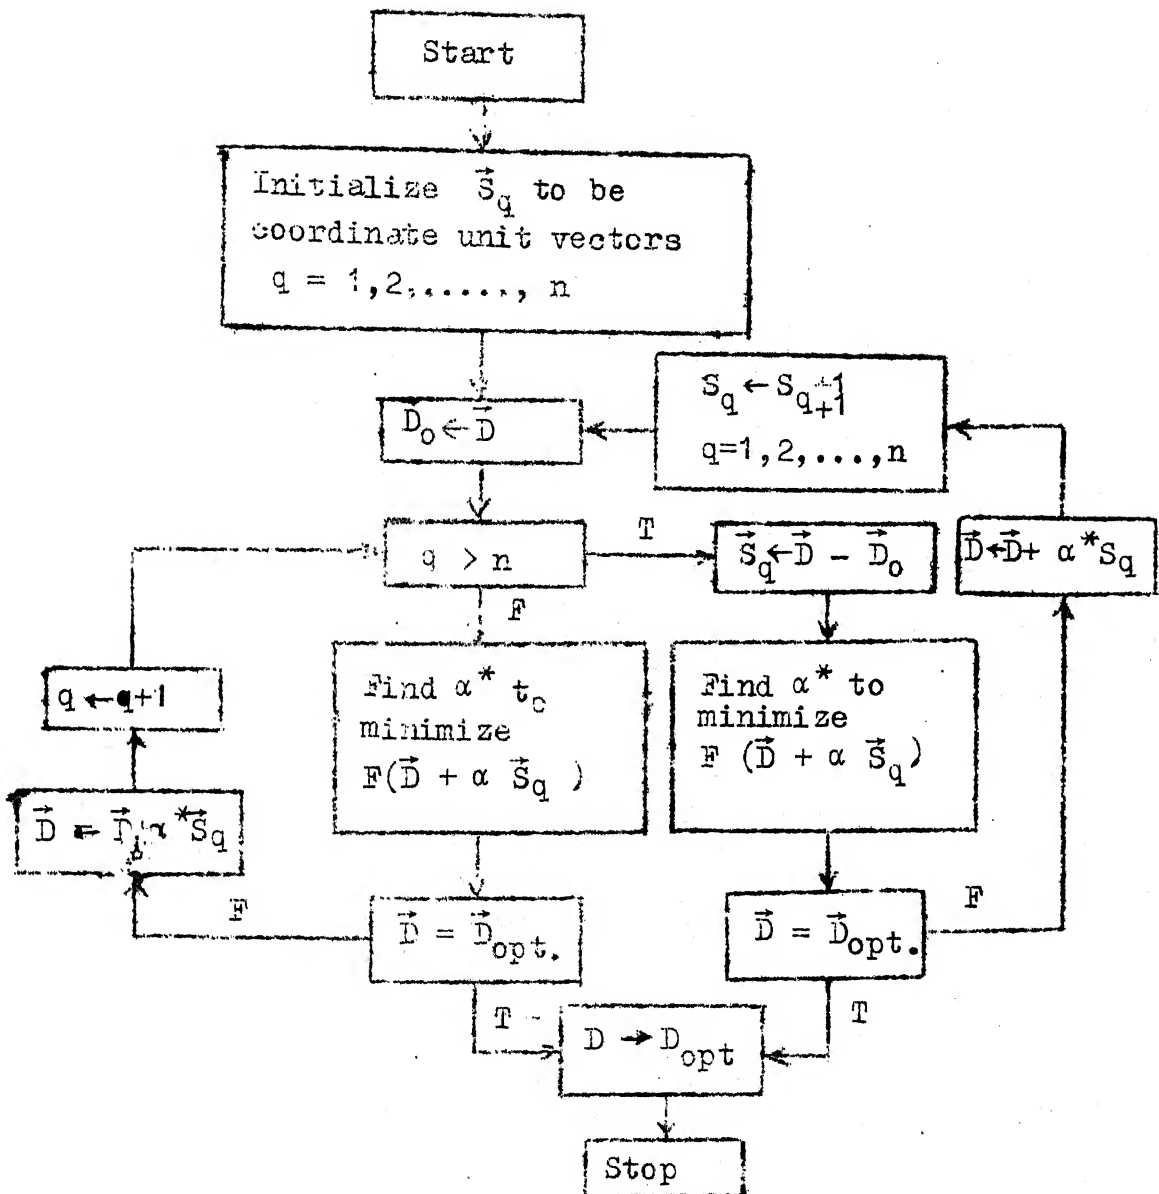 Start
Initialize S⃗q to be
coordinate unit vectors
q = 1,2,....., n
Sq ← Sq+1
q=1,2,...,n
D⃗o ← D⃗
q > n
T
S⃗q ← D⃗ - D⃗o
D⃗ ← D⃗ + α*Sq
F
q ← q+1
Find α* to
minimize
F(D⃗ + α S⃗q )
Find α* to
minimize
F (D⃗ + α S⃗q)
D⃗ ← D⃗ + α*S⃗q
F
D⃗ = D⃗opt.
D⃗ = D⃗opt.
F
T
D → Dopt
T
Stop